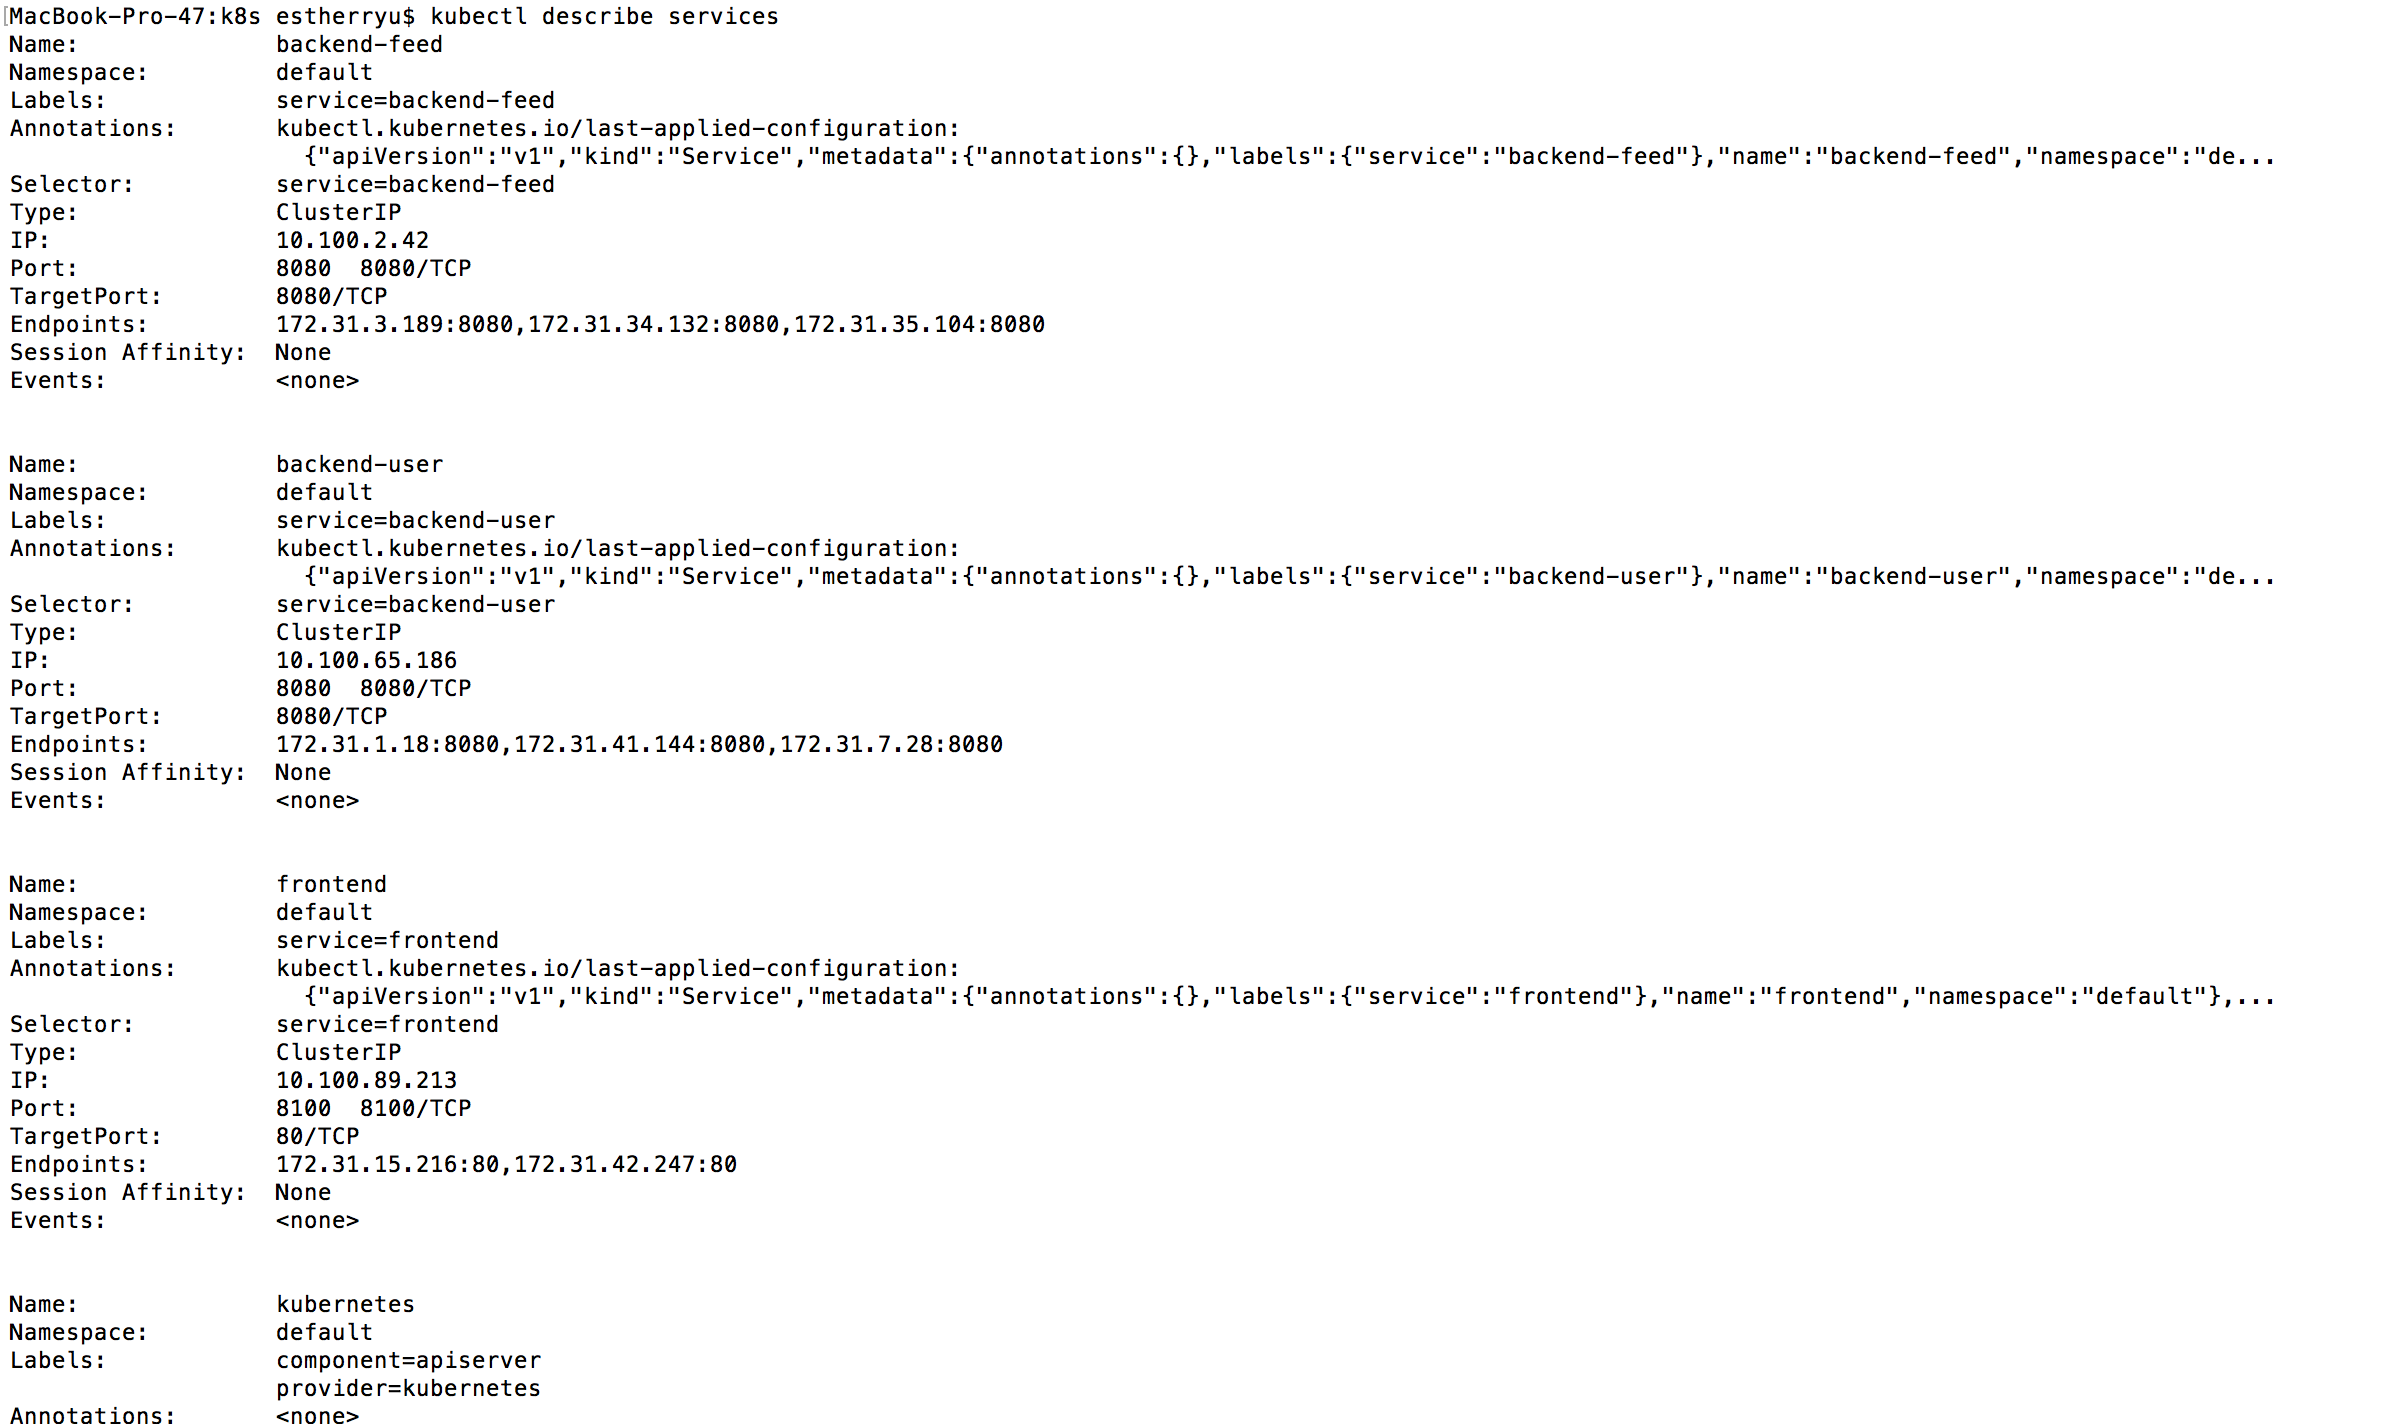 MacBook-Pro-47:k8s estherryu$ kubectl describe services
Name:              backend-feed
Namespace:         default
Labels:            service=backend-feed
Annotations:       kubectl.kubernetes.io/last-applied-configuration:
                     {"apiVersion":"v1","kind":"Service","metadata":{"annotations":{},"labels":{"service":"backend-feed"},"name":"backend-feed","namespace":"de...
Selector:          service=backend-feed
Type:              ClusterIP
IP:                10.100.2.42
Port:              8080  8080/TCP
TargetPort:        8080/TCP
Endpoints:         172.31.3.189:8080,172.31.34.132:8080,172.31.35.104:8080
Session Affinity:  None
Events:            <none>

Name:              backend-user
Namespace:         default
Labels:            service=backend-user
Annotations:       kubectl.kubernetes.io/last-applied-configuration:
                     {"apiVersion":"v1","kind":"Service","metadata":{"annotations":{},"labels":{"service":"backend-user"},"name":"backend-user","namespace":"de...
Selector:          service=backend-user
Type:              ClusterIP
IP:                10.100.65.186
Port:              8080  8080/TCP
TargetPort:        8080/TCP
Endpoints:         172.31.1.18:8080,172.31.41.144:8080,172.31.7.28:8080
Session Affinity:  None
Events:            <none>

Name:              frontend
Namespace:         default
Labels:            service=frontend
Annotations:       kubectl.kubernetes.io/last-applied-configuration:
                     {"apiVersion":"v1","kind":"Service","metadata":{"annotations":{},"labels":{"service":"frontend"},"name":"frontend","namespace":"default"},...
Selector:          service=frontend
Type:              ClusterIP
IP:                10.100.89.213
Port:              8100  8100/TCP
TargetPort:        80/TCP
Endpoints:         172.31.15.216:80,172.31.42.247:80
Session Affinity:  None
Events:            <none>

Name:              kubernetes
Namespace:         default
Labels:            component=apiserver
                   provider=kubernetes
Annotations:       <none>